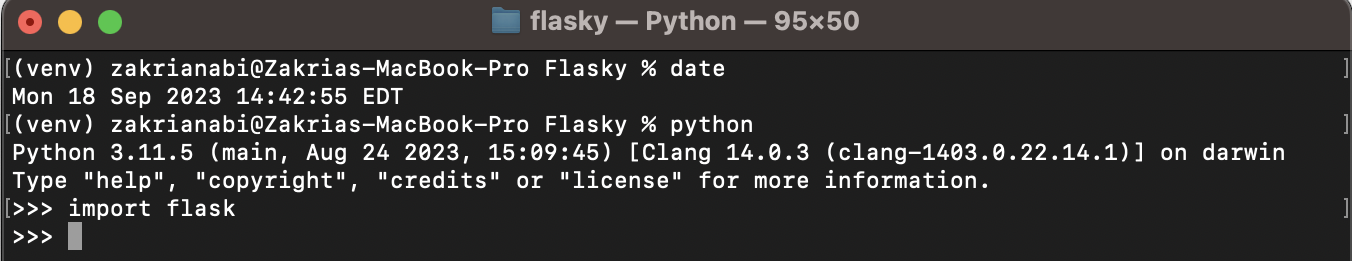 flasky — Python — 95×50
[(venv) zakrianabi@Zakrias-MacBook-Pro Flasky % date ]
Mon 18 Sep 2023 14:42:55 EDT
[(venv) zakrianabi@Zakrias-MacBook-Pro Flasky % python ]
Python 3.11.5 (main, Aug 24 2023, 15:09:45) [Clang 14.0.3 (clang-1403.0.22.14.1)] on darwin
Type "help", "copyright", "credits" or "license" for more information.
[>>> import flask ]
>>>